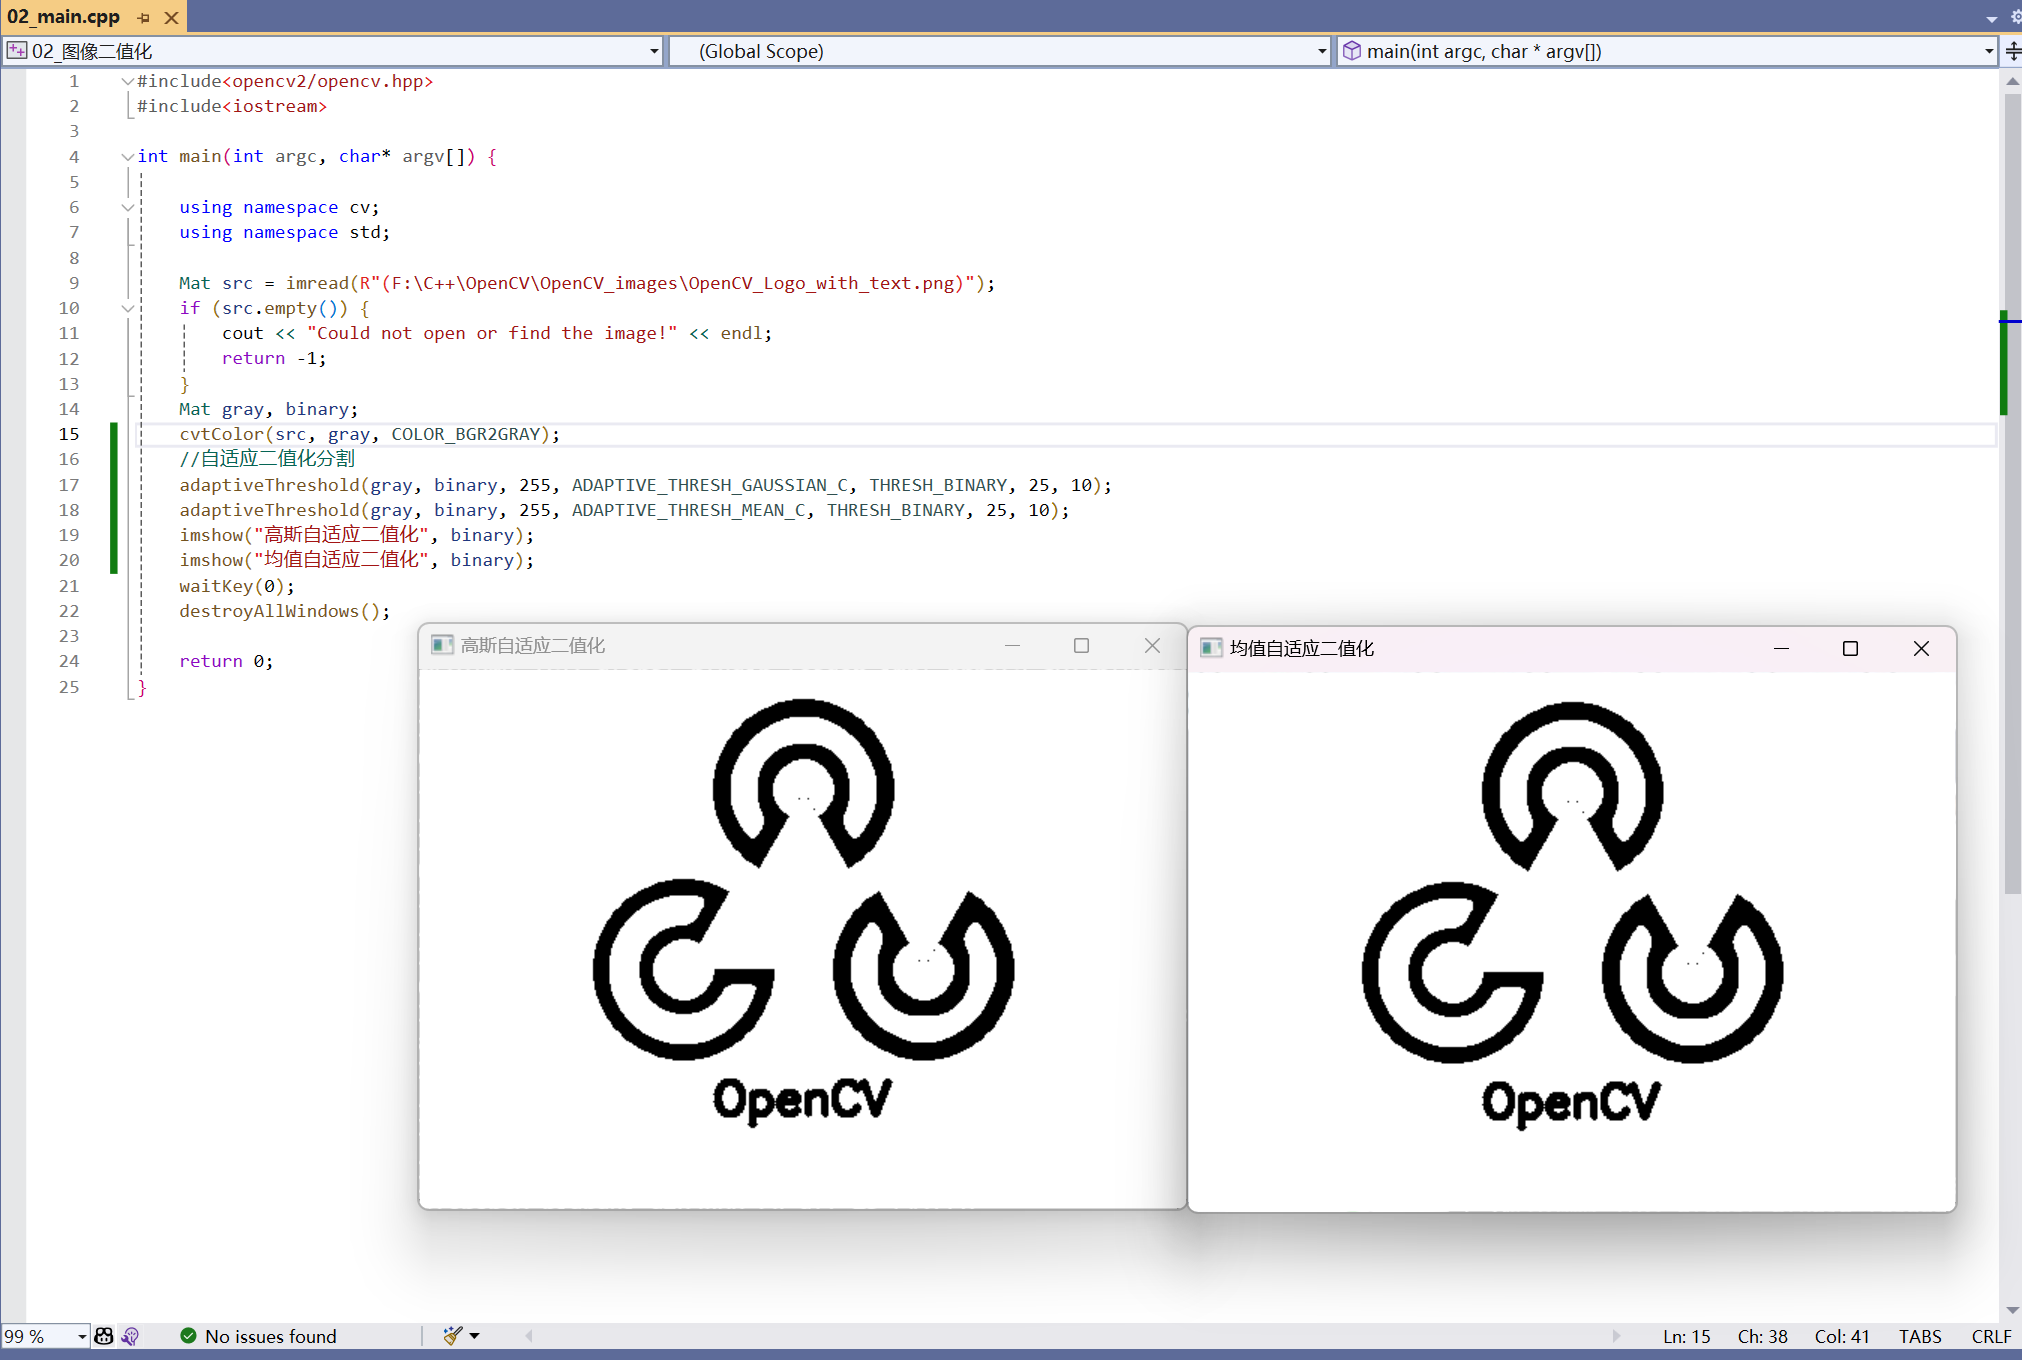 02_main.cpp
02_图像二值化 (Global Scope) main(int argc, char * argv[])
1 #include<opencv2/opencv.hpp>
2 #include<iostream>
3
4 int main(int argc, char* argv[]) {
5
6 using namespace cv;
7 using namespace std;
8
9 Mat src = imread(R"(F:\C++\OpenCV\OpenCV_images\OpenCV_Logo_with_text.png)");
10 if (src.empty()) {
11 cout << "Could not open or find the image!" << endl;
12 return -1;
13 }
14 Mat gray, binary;
15 cvtColor(src, gray, COLOR_BGR2GRAY);
16 //自适应二值化分割
17 adaptiveThreshold(gray, binary, 255, ADAPTIVE_THRESH_GAUSSIAN_C, THRESH_BINARY, 25, 10);
18 adaptiveThreshold(gray, binary, 255, ADAPTIVE_THRESH_MEAN_C, THRESH_BINARY, 25, 10);
19 imshow("高斯自适应二值化", binary);
20 imshow("均值自适应二值化", binary);
21 waitKey(0);
22 destroyAllWindows();
23
24 return 0;
25 }
高斯自适应二值化
OpenCV
均值自适应二值化
OpenCV
99 % No issues found Ln: 15 Ch: 38 Col: 41 TABS CRLF